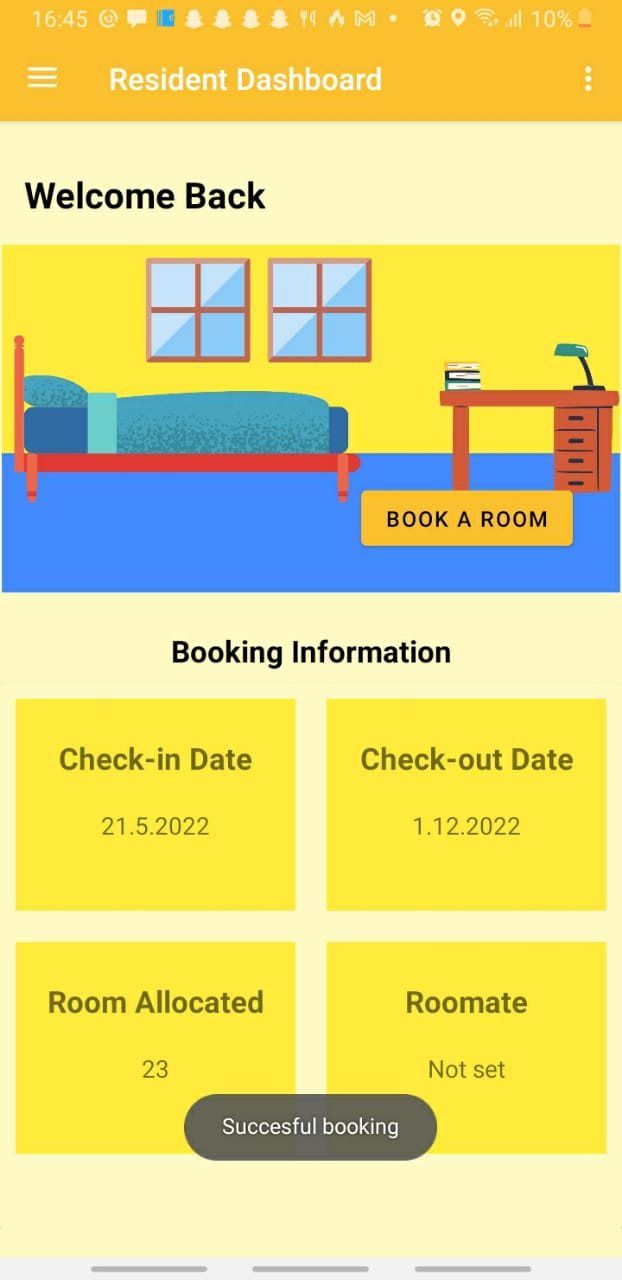 16:45 10%
Resident Dashboard
Welcome Back
BOOK A ROOM
Booking Information
Check-in Date Check-out Date
21.5.2022 1.12.2022
Room Allocated Roomate
23 Not set
Succesful booking